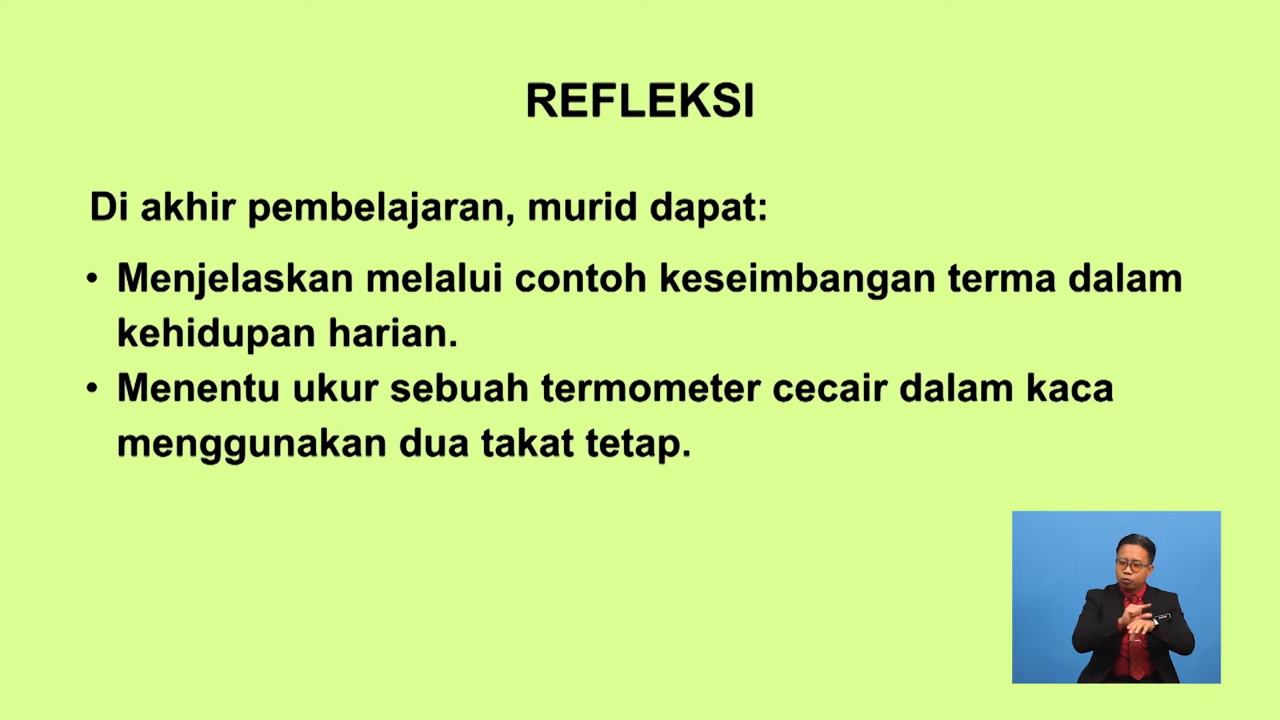 REFLEKSI
Di akhir pembelajaran, murid dapat:
• Menjelaskan melalui contoh keseimbangan terma dalam
kehidupan harian.
• Menentu ukur sebuah termometer cecair dalam kaca
menggunakan dua takat tetap.